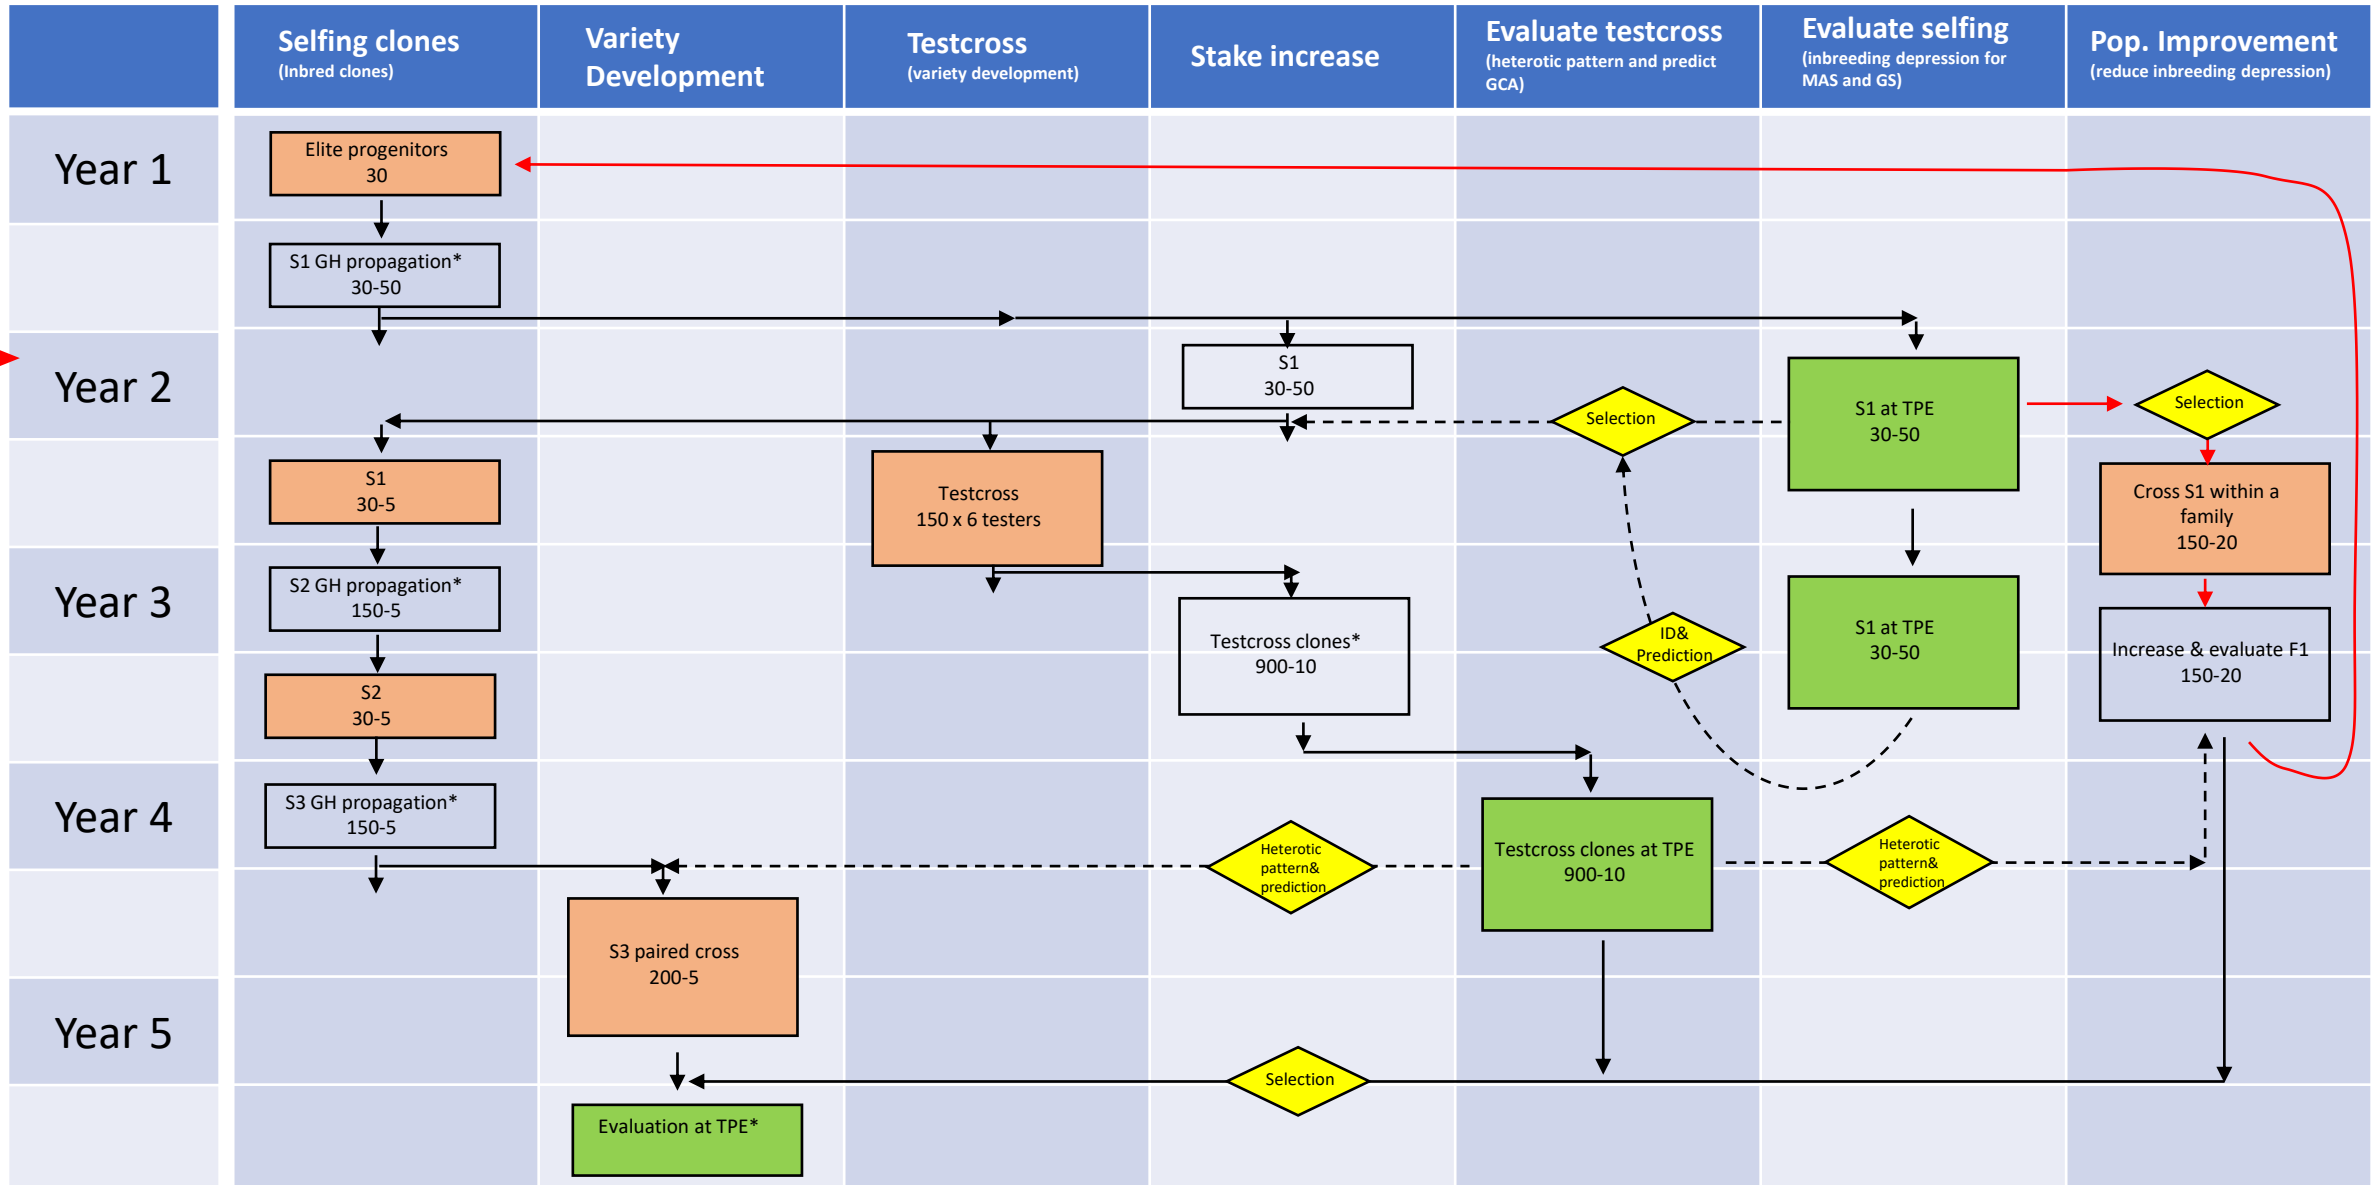 Selfing clones
(Inbred clones)
Variety
Development
Testcross
(variety development)
Stake increase
Evaluate testcross
(heterotic pattern and predict
GCA)
Evaluate selfing
(inbreeding depression for
MAS and GS)
Pop. Improvement
(reduce inbreeding depression)
Year 1
Elite progenitors
30
S1 GH propagation*
30-50
Year 2
S1
30-50
Selection
S1 at TPE
30-50
Selection
S1
30-5
Testcross
150 x 6 testers
Cross S1 within a
family
150-20
Year 3
S2 GH propagation*
150-5
Testcross clones*
900-10
ID&
Prediction
S1 at TPE
30-50
Increase & evaluate F1
150-20
S2
30-5
Year 4
S3 GH propagation*
150-5
Heterotic
pattern&
prediction
Testcross clones at TPE
900-10
Heterotic
pattern&
prediction
S3 paired cross
200-5
Year 5
Selection
Evaluation at TPE*